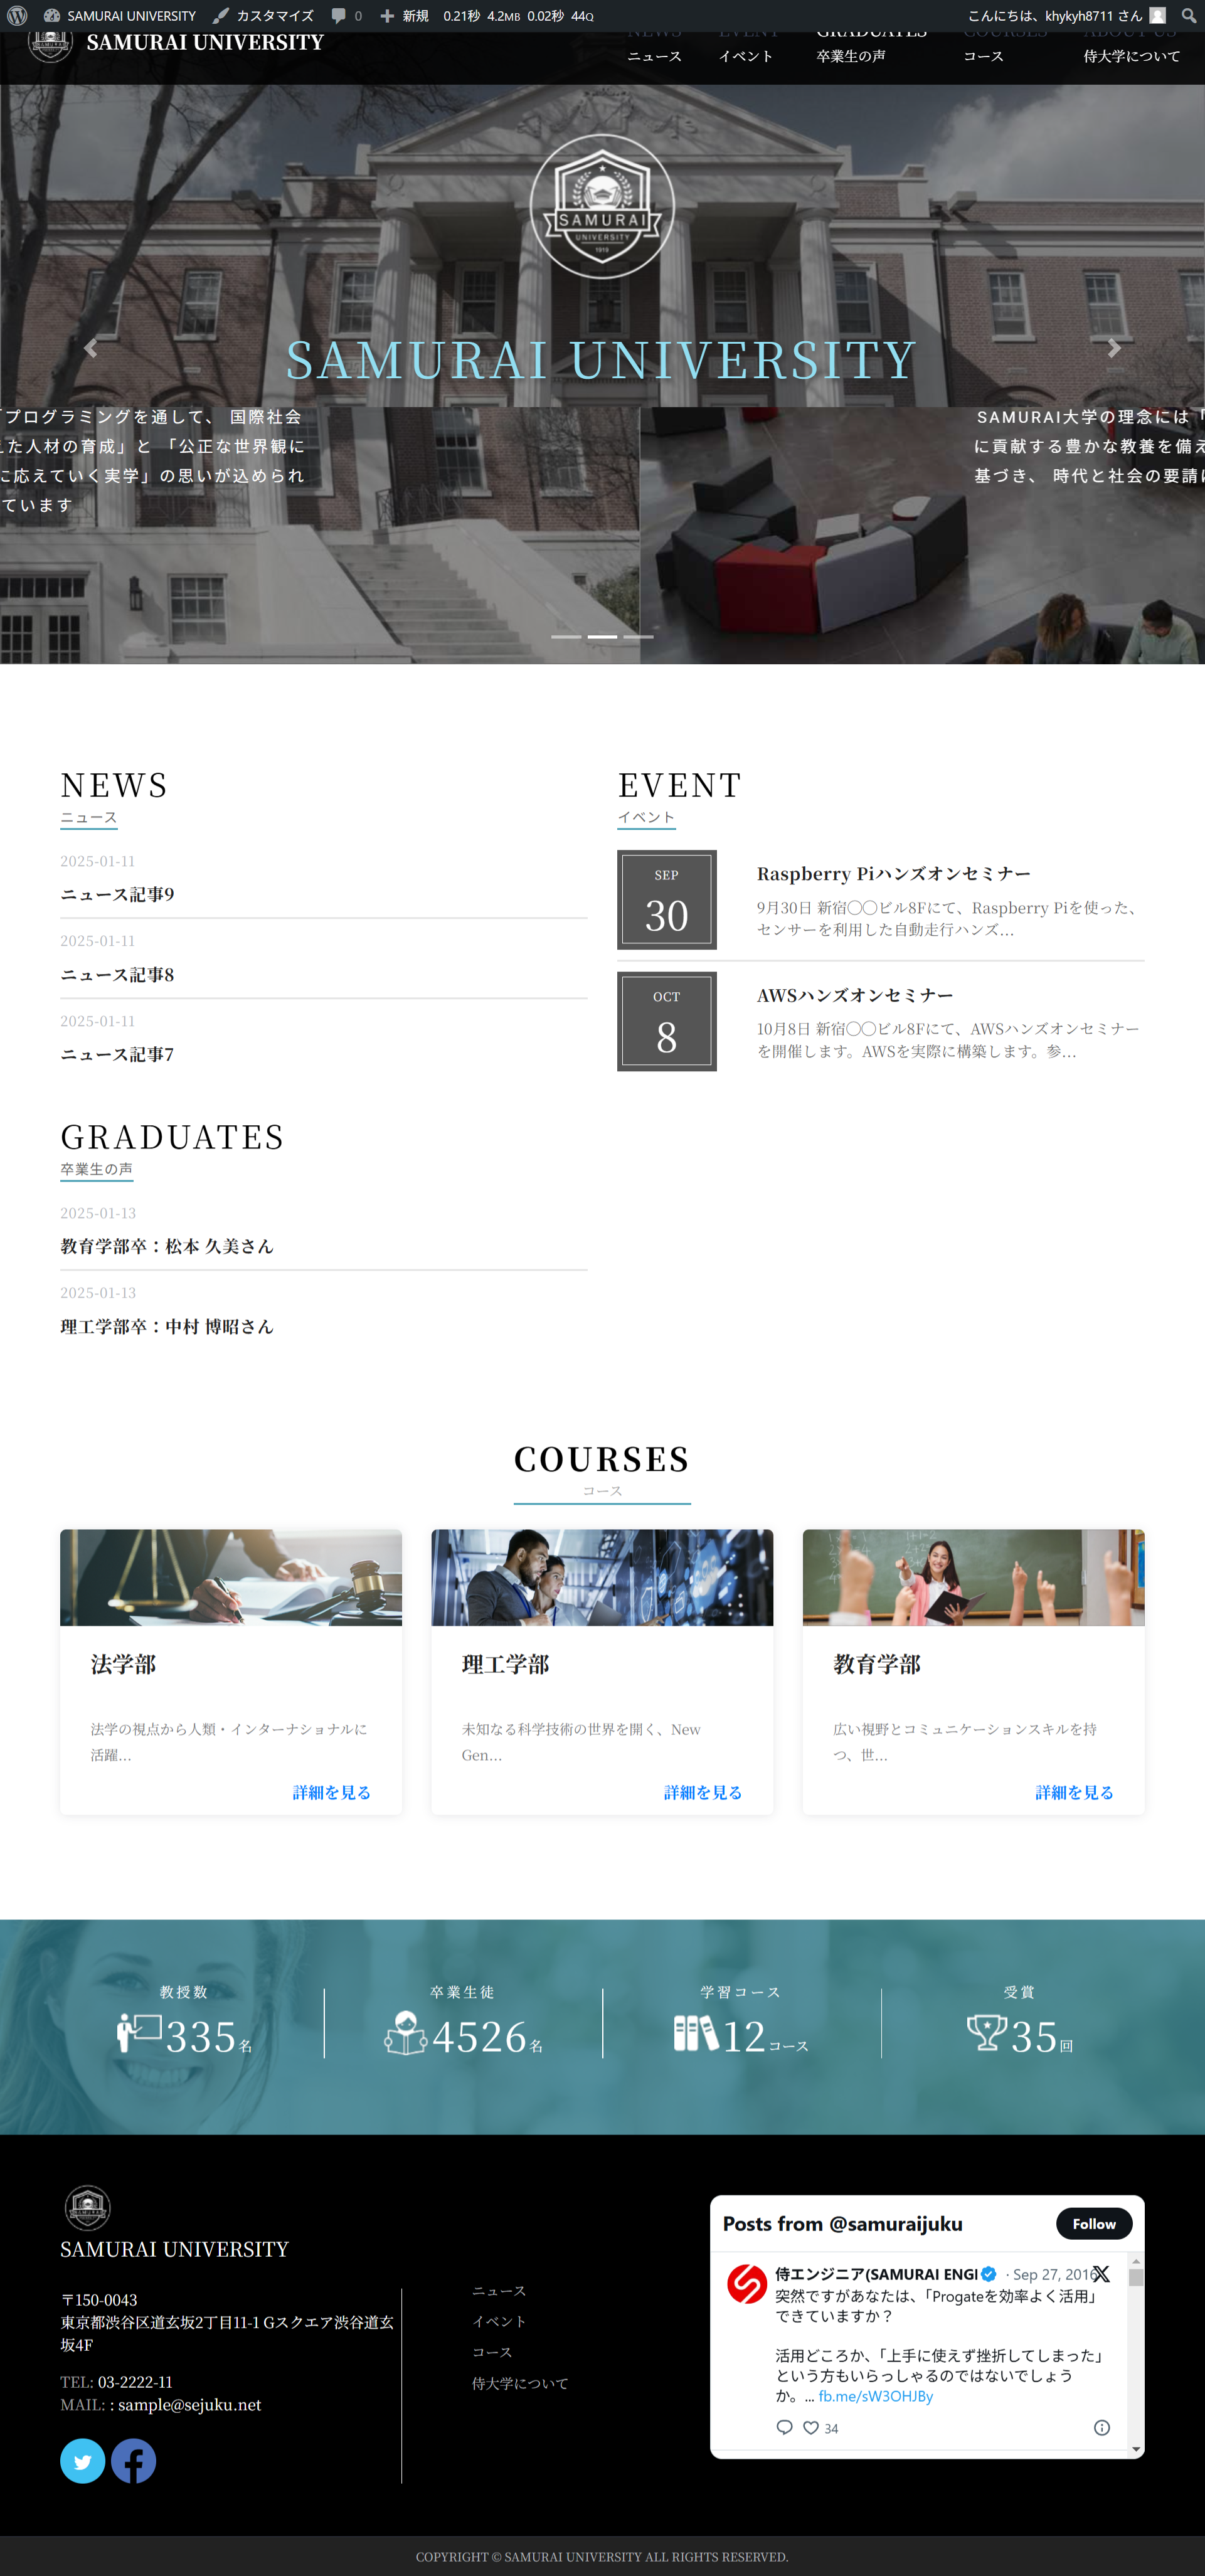 SAMURAI UNIVERSITY カスタマイズ 0 新規 0.21秒 4.2MB 0.02秒 44Q こんにちは、khykyh8711 さん
SAMURAI UNIVERSITY
NEWS EVENT GRADUATES COURSES ABOUT US
ニュース イベント 卒業生の声 コース 侍大学について
SAMURAI
UNIVERSITY
1919
SAMURAI UNIVERSITY
「プログラミングを通して、 国際社会
えた人材の育成」と 「公正な世界観に
に応えていく実学」の思いが込められ
ています
SAMURAI大学の理念には「
に貢献する豊かな教養を備え
基づき、 時代と社会の要請に
NEWS
ニュース
2025-01-11
ニュース記事9
2025-01-11
ニュース記事8
2025-01-11
ニュース記事7
EVENT
イベント
SEP
30
Raspberry Piハンズオンセミナー
9月30日 新宿◯◯ビル8Fにて、Raspberry Piを使った、
センサーを利用した自動走行ハンズ...
OCT
8
AWSハンズオンセミナー
10月8日 新宿◯◯ビル8Fにて、AWSハンズオンセミナー
を開催します。AWSを実際に構築します。参...
GRADUATES
卒業生の声
2025-01-13
教育学部卒：松本 久美さん
2025-01-13
理工学部卒：中村 博昭さん
COURSES
コース
法学部
法学の視点から人類・インターナショナルに
活躍...
詳細を見る
理工学部
未知なる科学技術の世界を開く、New
Gen...
詳細を見る
教育学部
広い視野とコミュニケーションスキルを持
つ、世...
詳細を見る
教授数
335名
卒業生徒
4526名
学習コース
12コース
受賞
35回
SAMURAI UNIVERSITY
〒150-0043
東京都渋谷区道玄坂2丁目11-1 Gスクエア渋谷道玄
坂4F
TEL: 03-2222-11
MAIL: : sample@sejuku.net
ニュース
イベント
コース
侍大学について
Posts from @samuraijuku Follow
侍エンジニア(SAMURAI ENGI · Sep 27, 2016
突然ですがあなたは、「Progateを効率よく活用」
できていますか？
活用どころか、「上手に使えず挫折してしまった」
という方もいらっしゃるのではないでしょう
か。... fb.me/sW3OHJBy
34
COPYRIGHT © SAMURAI UNIVERSITY ALL RIGHTS RESERVED.